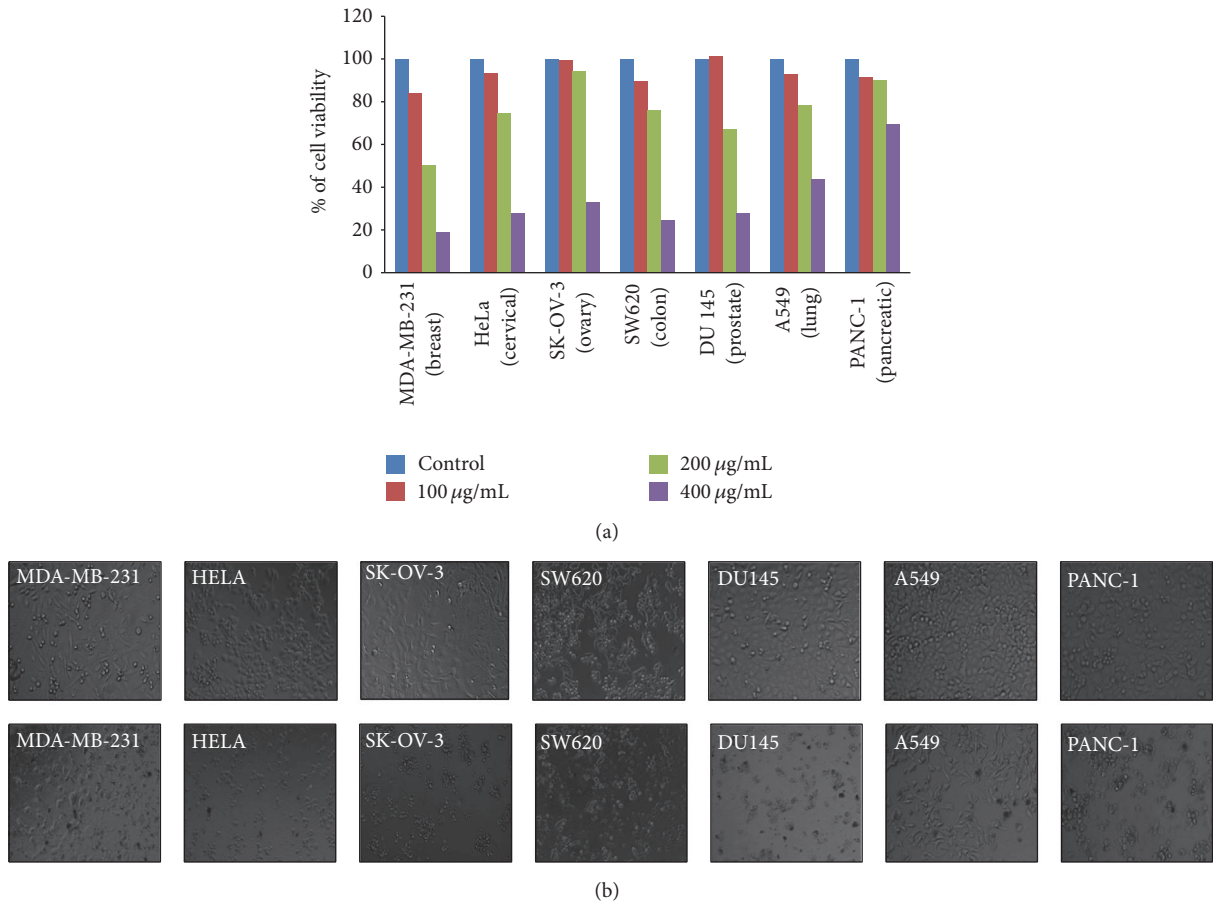 120
100
80
60
40
20
0
% of cell viability
MDA-MB-231
(breast)
HeLa
(cervical)
SK-OV-3
(ovary)
SW620
(colon)
DU 145
(prostate)
A549
(lung)
PANC-1
(pancreatic)
Control
100 μg/mL
200 μg/mL
400 μg/mL
(a)
MDA-MB-231
HELA
SK-OV-3
SW620
DU145
A549
PANC-1
MDA-MB-231
HELA
SK-OV-3
SW620
DU145
A549
PANC-1
(b)